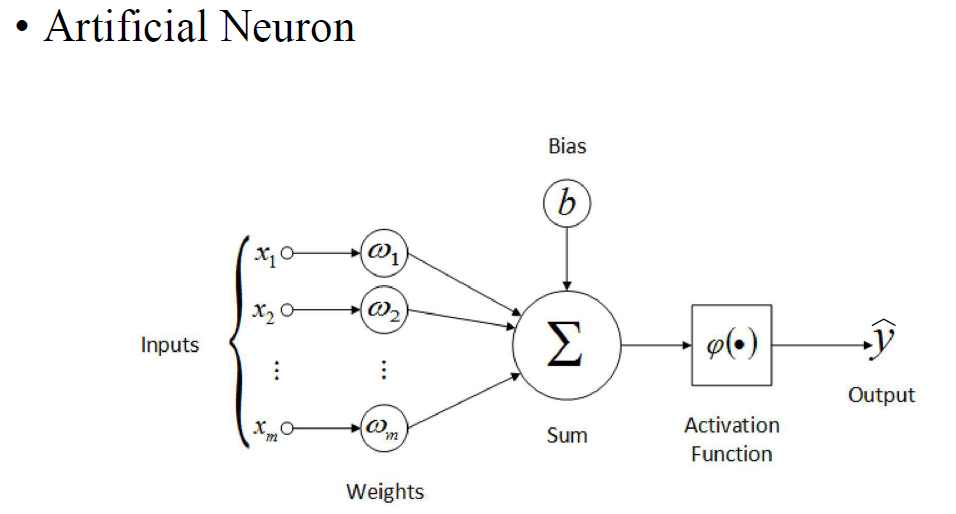 • Artificial Neuron
Bias
b
x₁ ω₁
x₂ ω₂
Σ φ(•) ŷ
Inputs
⋮ ⋮
Output
xₘ ωₘ
Sum
Activation
Function
Weights